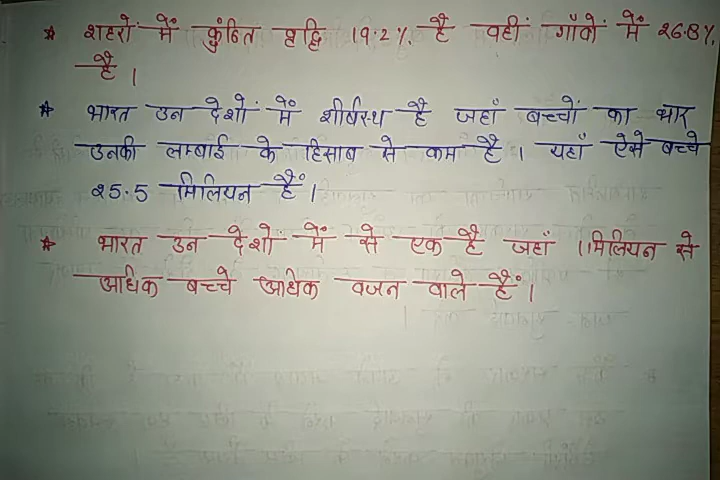 * शहरों में कुंठित वृद्धि 19.2%. है वहीं गाँवों में 26.8%.
है।
* भारत उन देशों में शीर्षस्थ है जहाँ बच्चों का भार
उनकी लम्बाई के हिसाब से कम है। यहाँ ऐसे बच्चे
25.5 मिलियन हैं।
* भारत उन देशों में से एक है जहाँ 1 मिलियन से
अधिक बच्चे अधिक वजन वाले हैं।